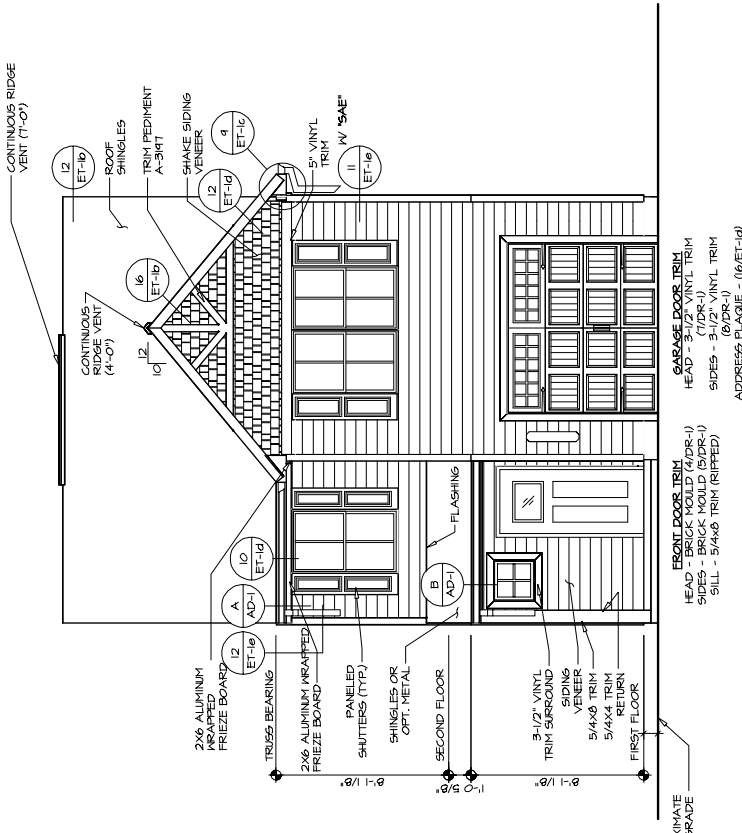 CONTINUOUS RIDGE
VENT (7'-0")
12
ET-1b
ROOF
SHINGLES
TRIM PEDIMENT
A-3197
SHAKE SIDING
VENEER
12
ET-1d
9
ET-1c
5" VINYL
TRIM
W/ "SAE"
11
ET-1e
16
ET-1b
CONTINUOUS
RIDGE VENT
(4'-0")
12
10
10
ET-1d
A
AD-1
12
ET-1e
B
AD-1
FLASHING
2X6 ALUMINUM
WRAPPED
FRIEZE BOARD
TRUSS BEARING
2X6 ALUMINUM WRAPPED
FRIEZE BOARD
PANELED
SHUTTERS (TYP.)
SHINGLES OR
OPT. METAL
SECOND FLOOR
3-1/2" VINYL
TRIM SURROUND
SIDING
VENEER
5/4x8 TRIM
5/4X4 TRIM
RETURN
FIRST FLOOR
8'-1 1/8"
1'-0 5/8"
8'-1 1/8"
XIMATE
GRADE
FRONT DOOR TRIM
HEAD - BRICK MOULD (4/DR-1)
SIDES - BRICK MOULD (5/DR-1)
SILL - 5/4x8 TRIM (RIPPED)
GARAGE DOOR TRIM
HEAD - 3-1/2" VINYL TRIM
(7/DR-1)
SIDES - 3-1/2" VINYL TRIM
(8/DR-1)
ADDRESS PLAQUE - (16/ET-1d)